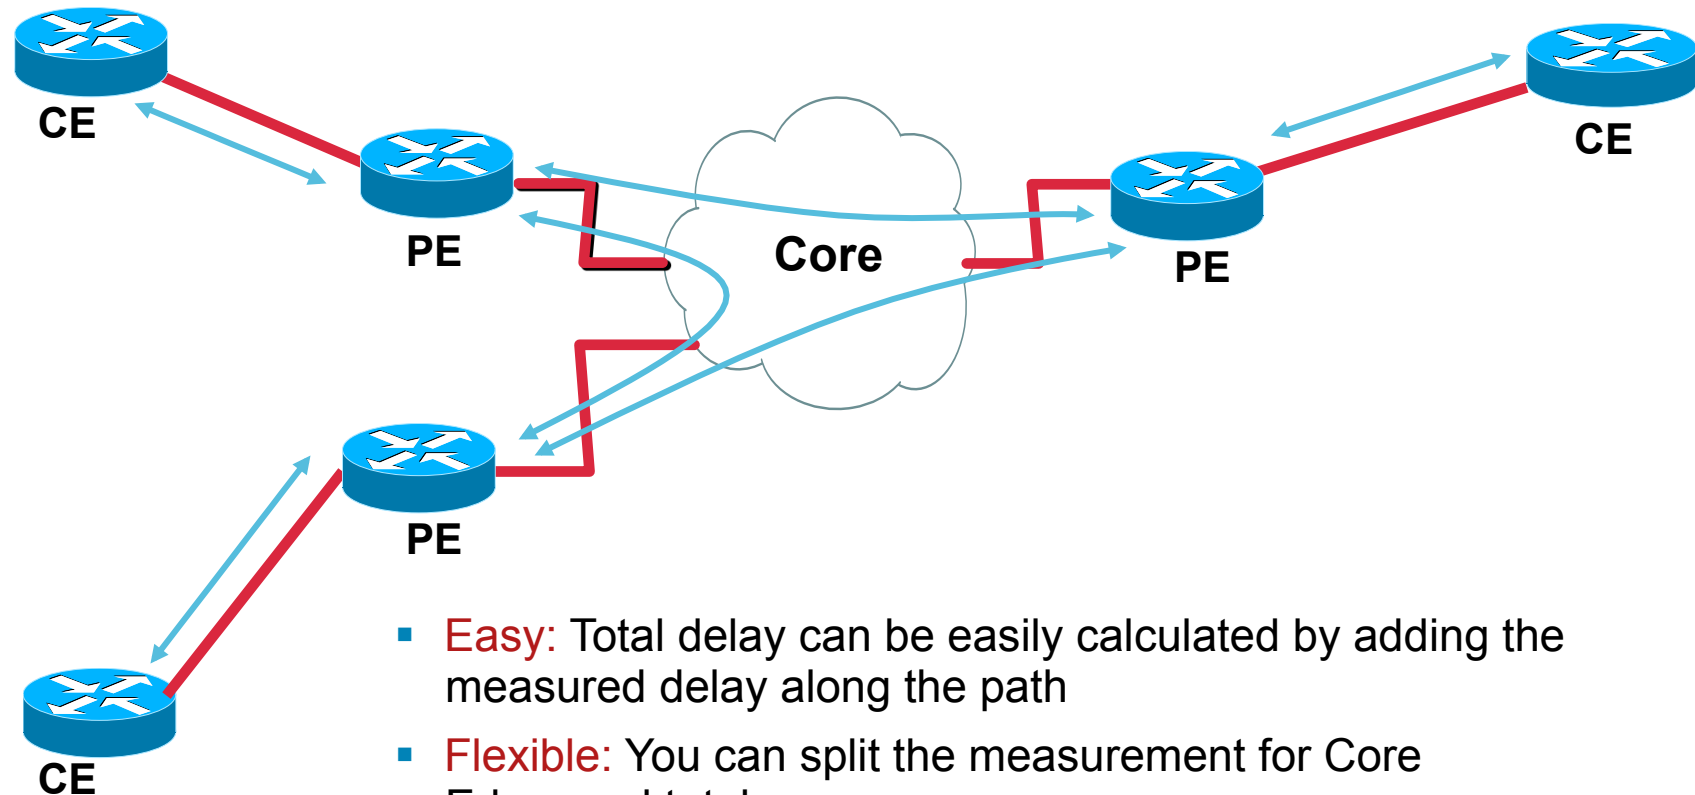 CE
CE
PE
Core
PE
PE
▪ Easy: Total delay can be easily calculated by adding the
measured delay along the path
▪ Flexible: You can split the measurement for Core
CE